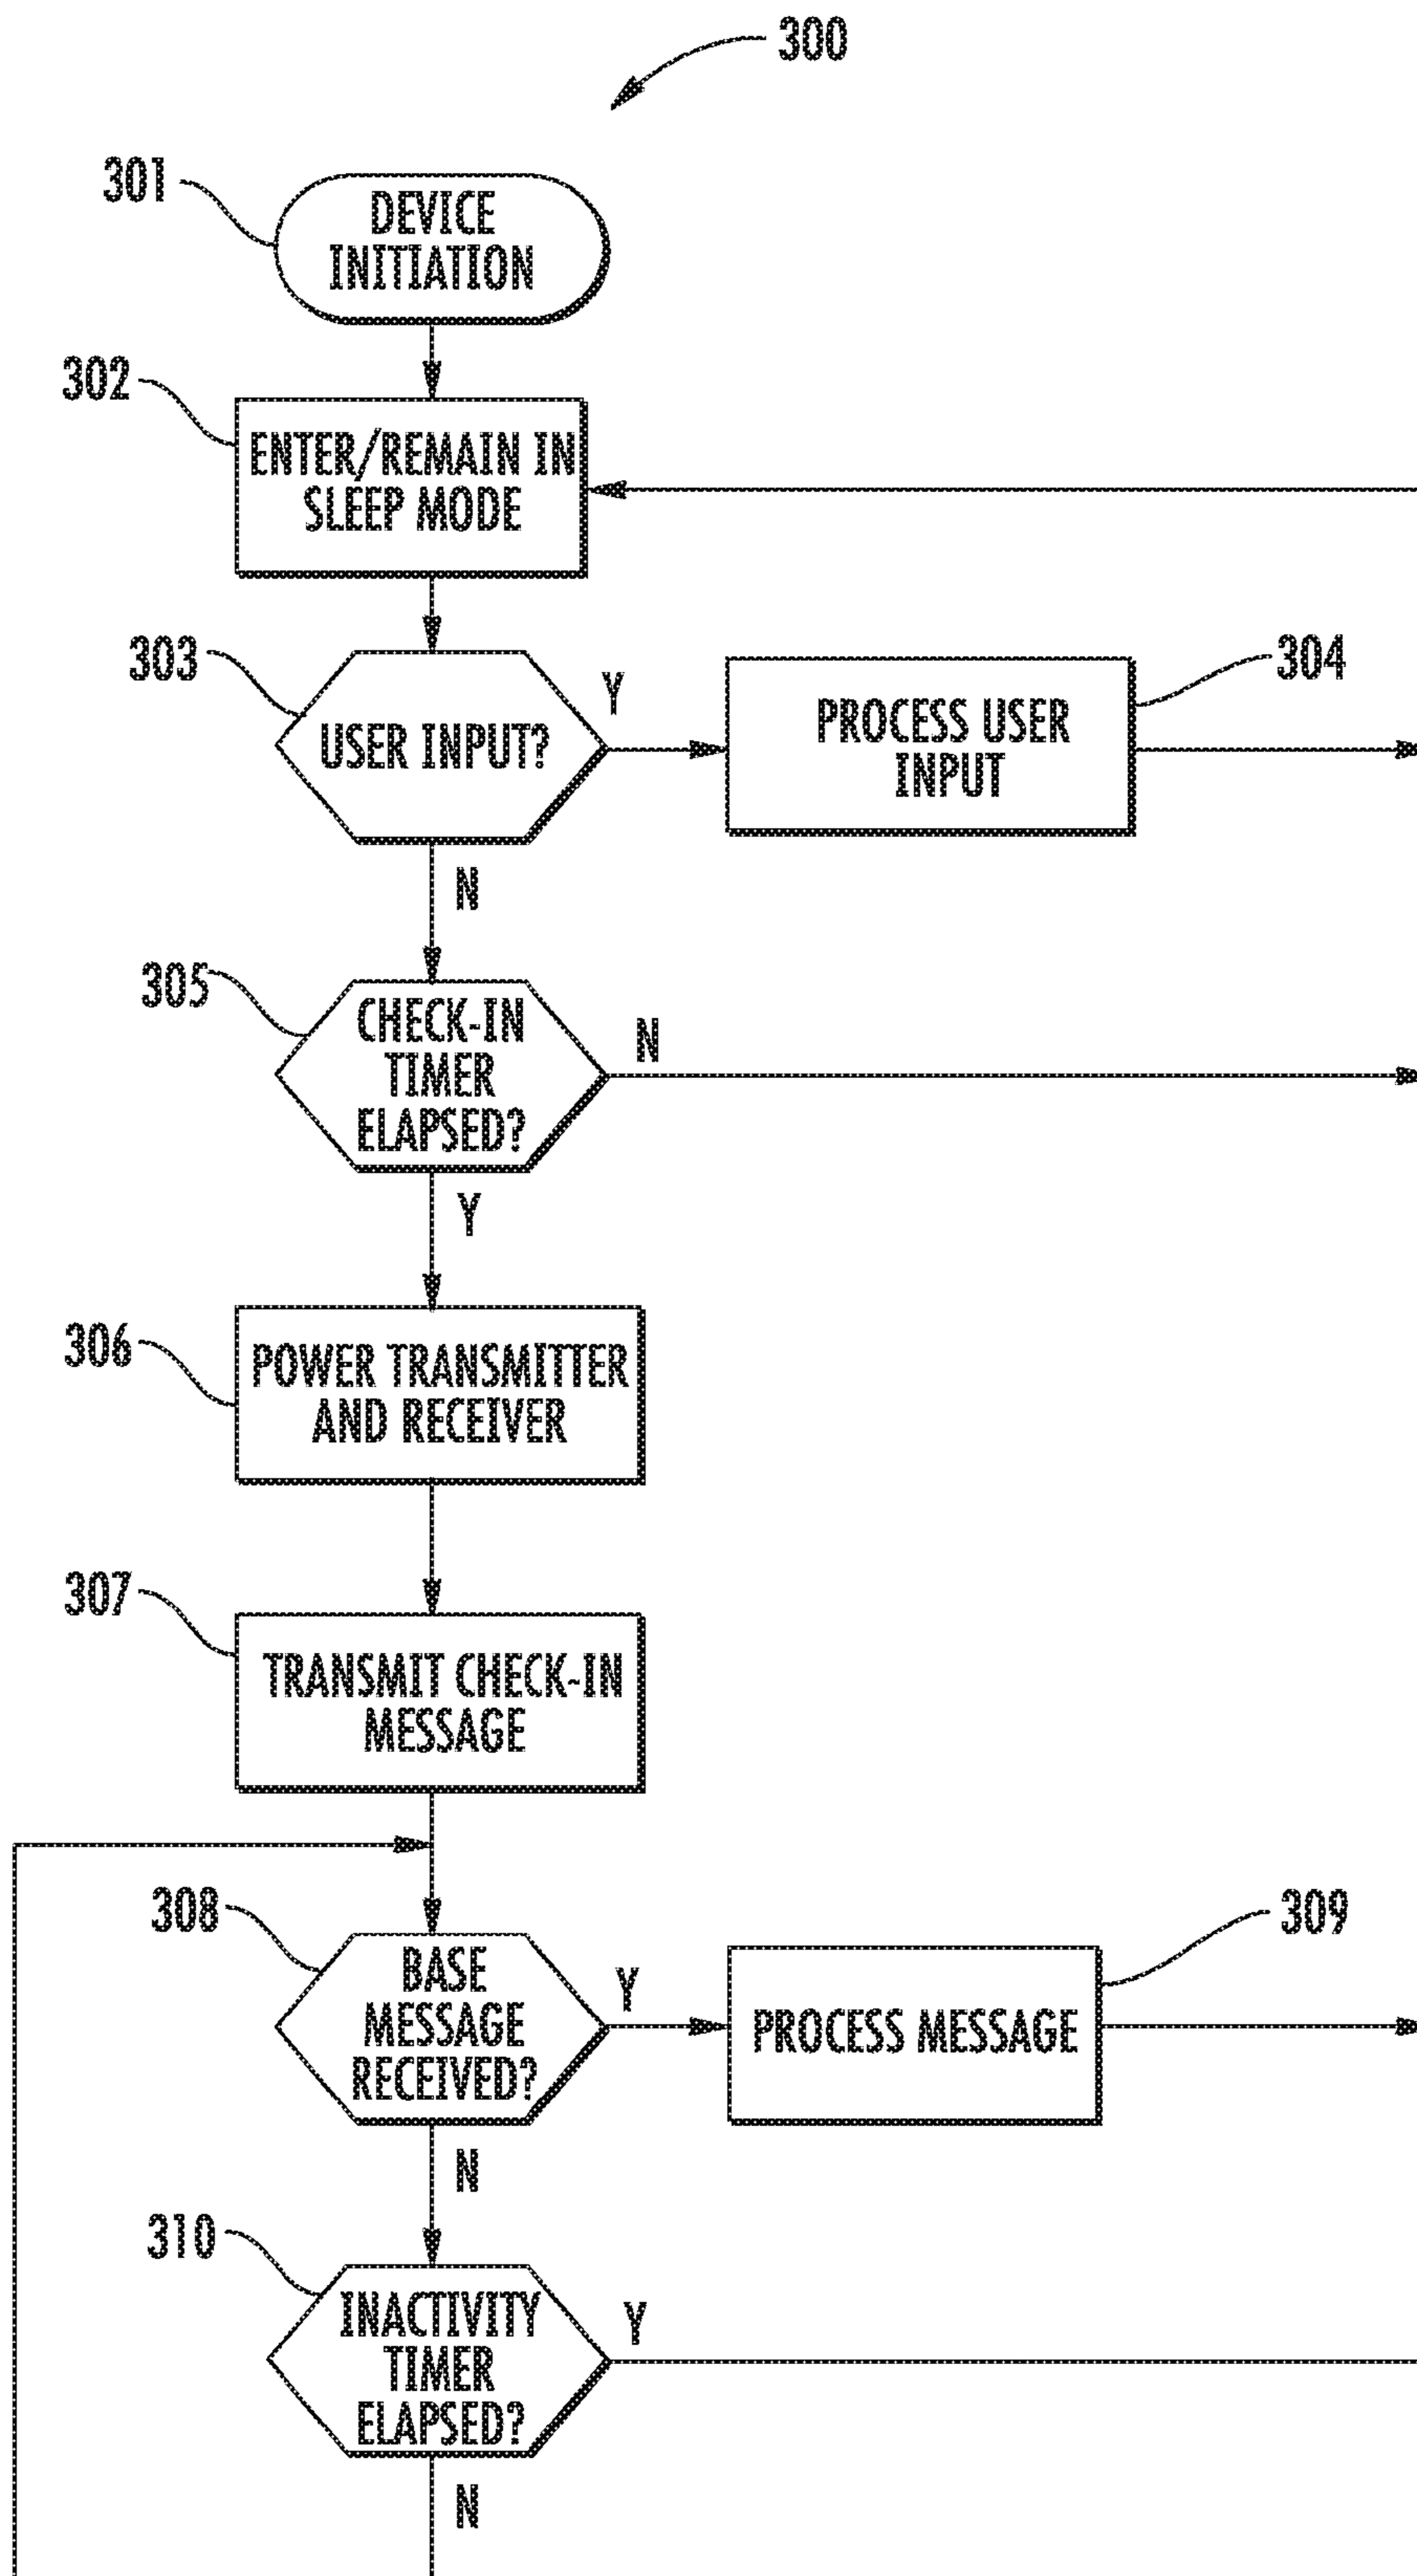 300
301
DEVICE
INITIATION
302
ENTER/REMAIN IN
SLEEP MODE
303
USER INPUT?
Y
304
PROCESS USER
INPUT
N
305
CHECK-IN
TIMER
ELAPSED?
N
Y
306
POWER TRANSMITTER
AND RECEIVER
307
TRANSMIT CHECK-IN
MESSAGE
308
BASE
MESSAGE
RECEIVED?
Y
309
PROCESS MESSAGE
N
310
INACTIVITY
TIMER
ELAPSED?
Y
N